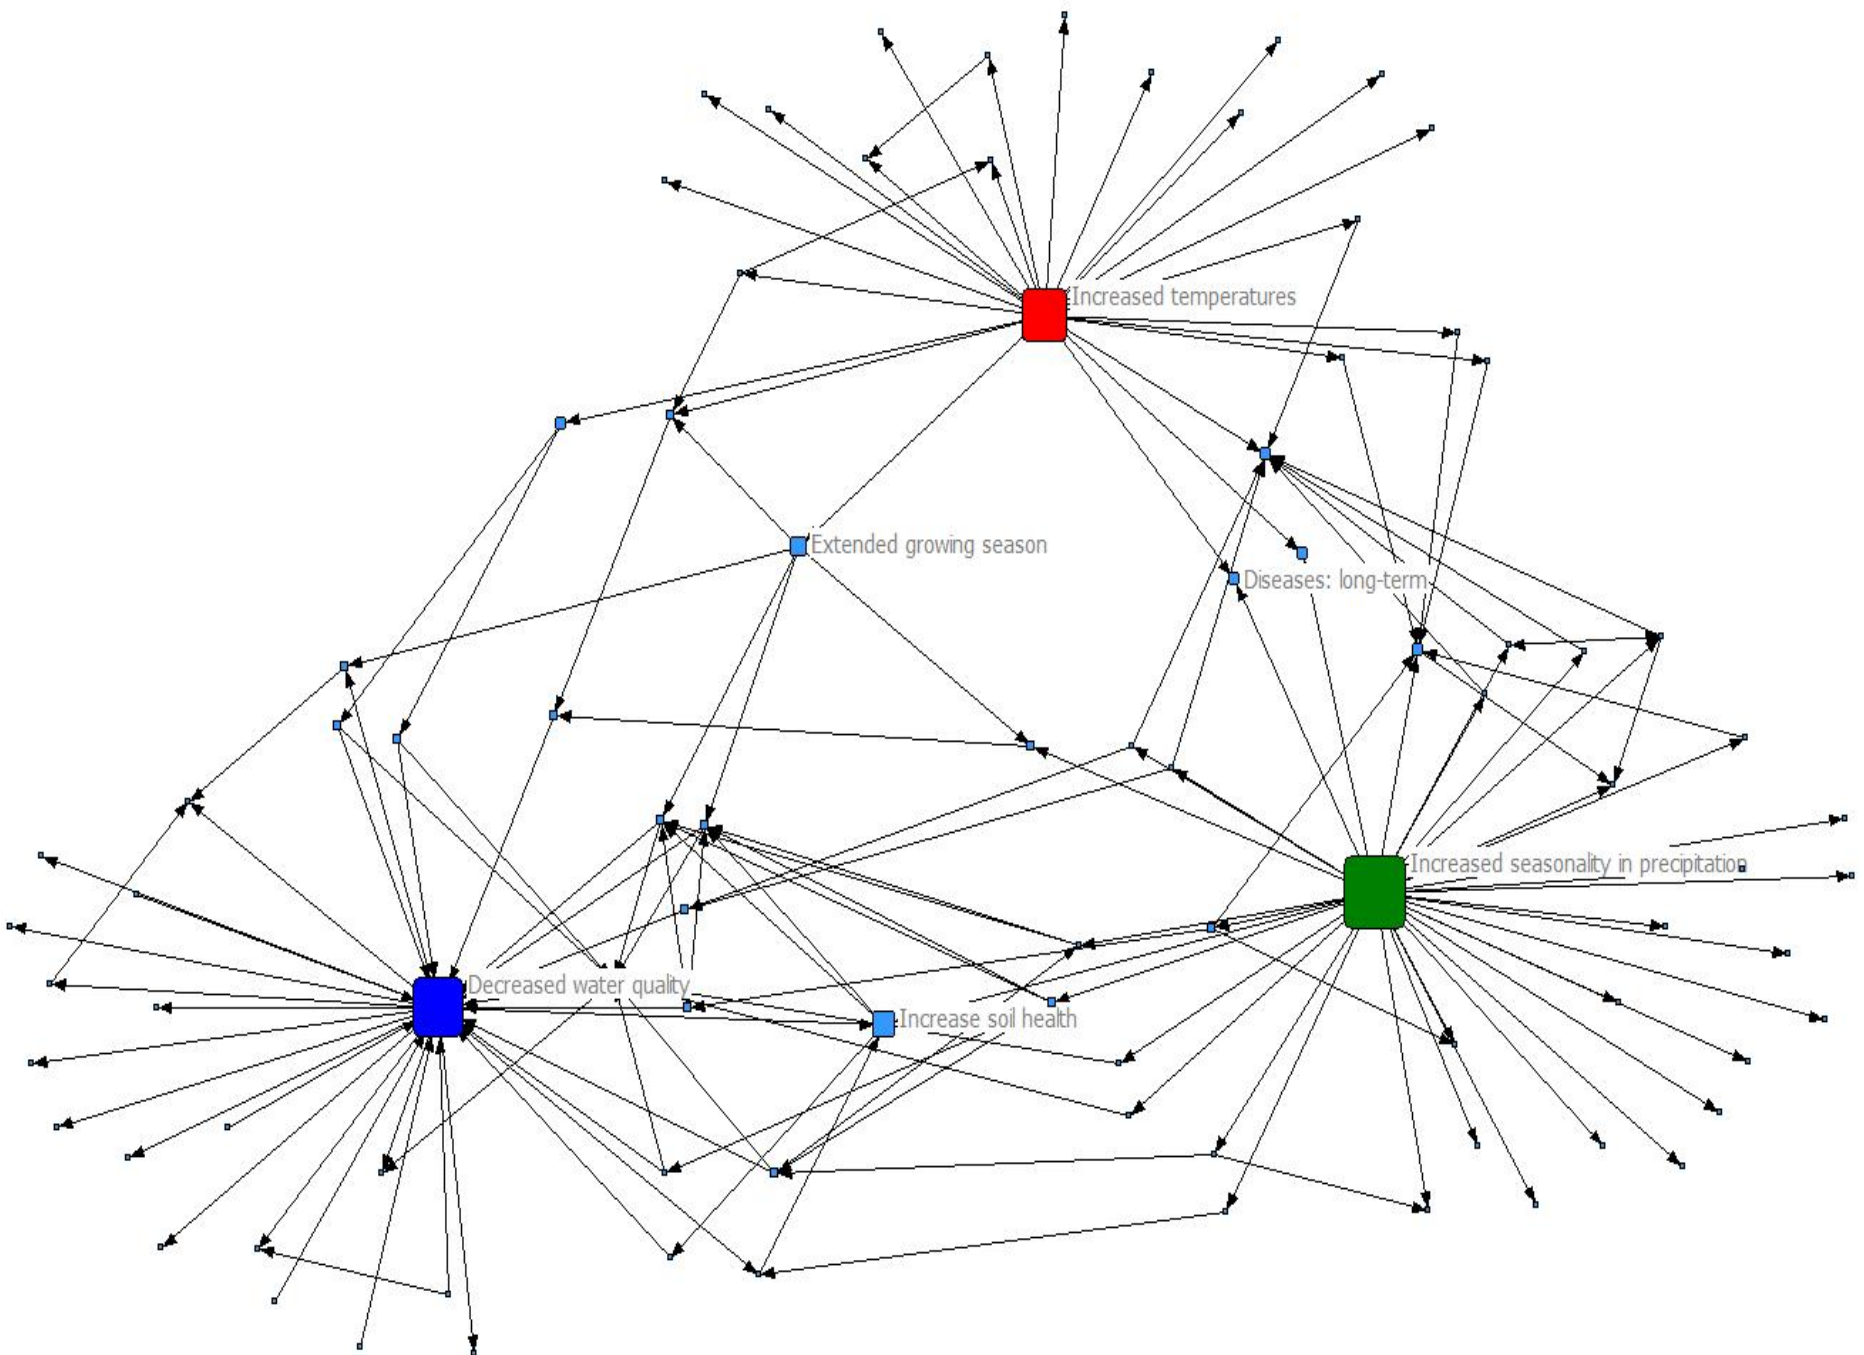 Increased temperatures
Extended growing season
Diseases: long-term
Increased seasonality in precipitation
Decreased water quality
Increase soil health